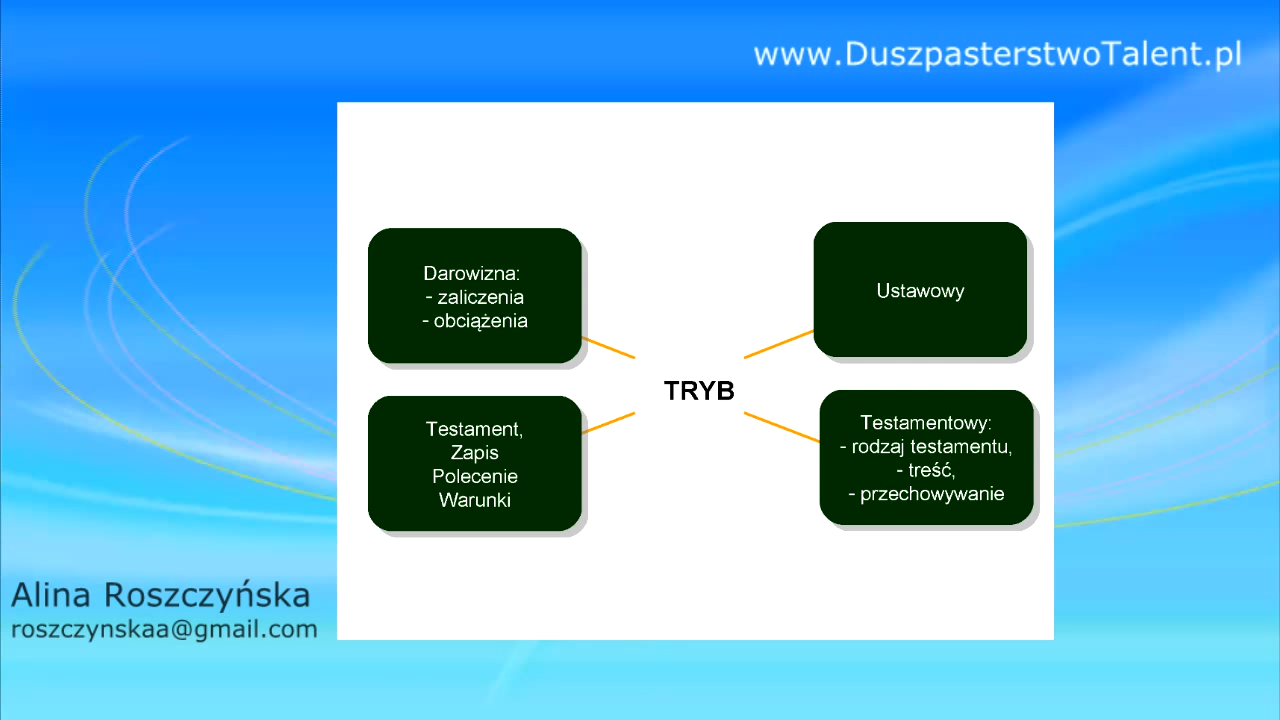 www.DuszpasterstwoTalent.pl
Darowizna:
- zaliczenia
- obciążenia
Ustawowy
TRYB
Testament,
Zapis
Polecenie
Warunki
Testamentowy:
- rodzaj testamentu,
- treść,
- przechowywanie
Alina Roszczyńska
roszczynskaa@gmail.com